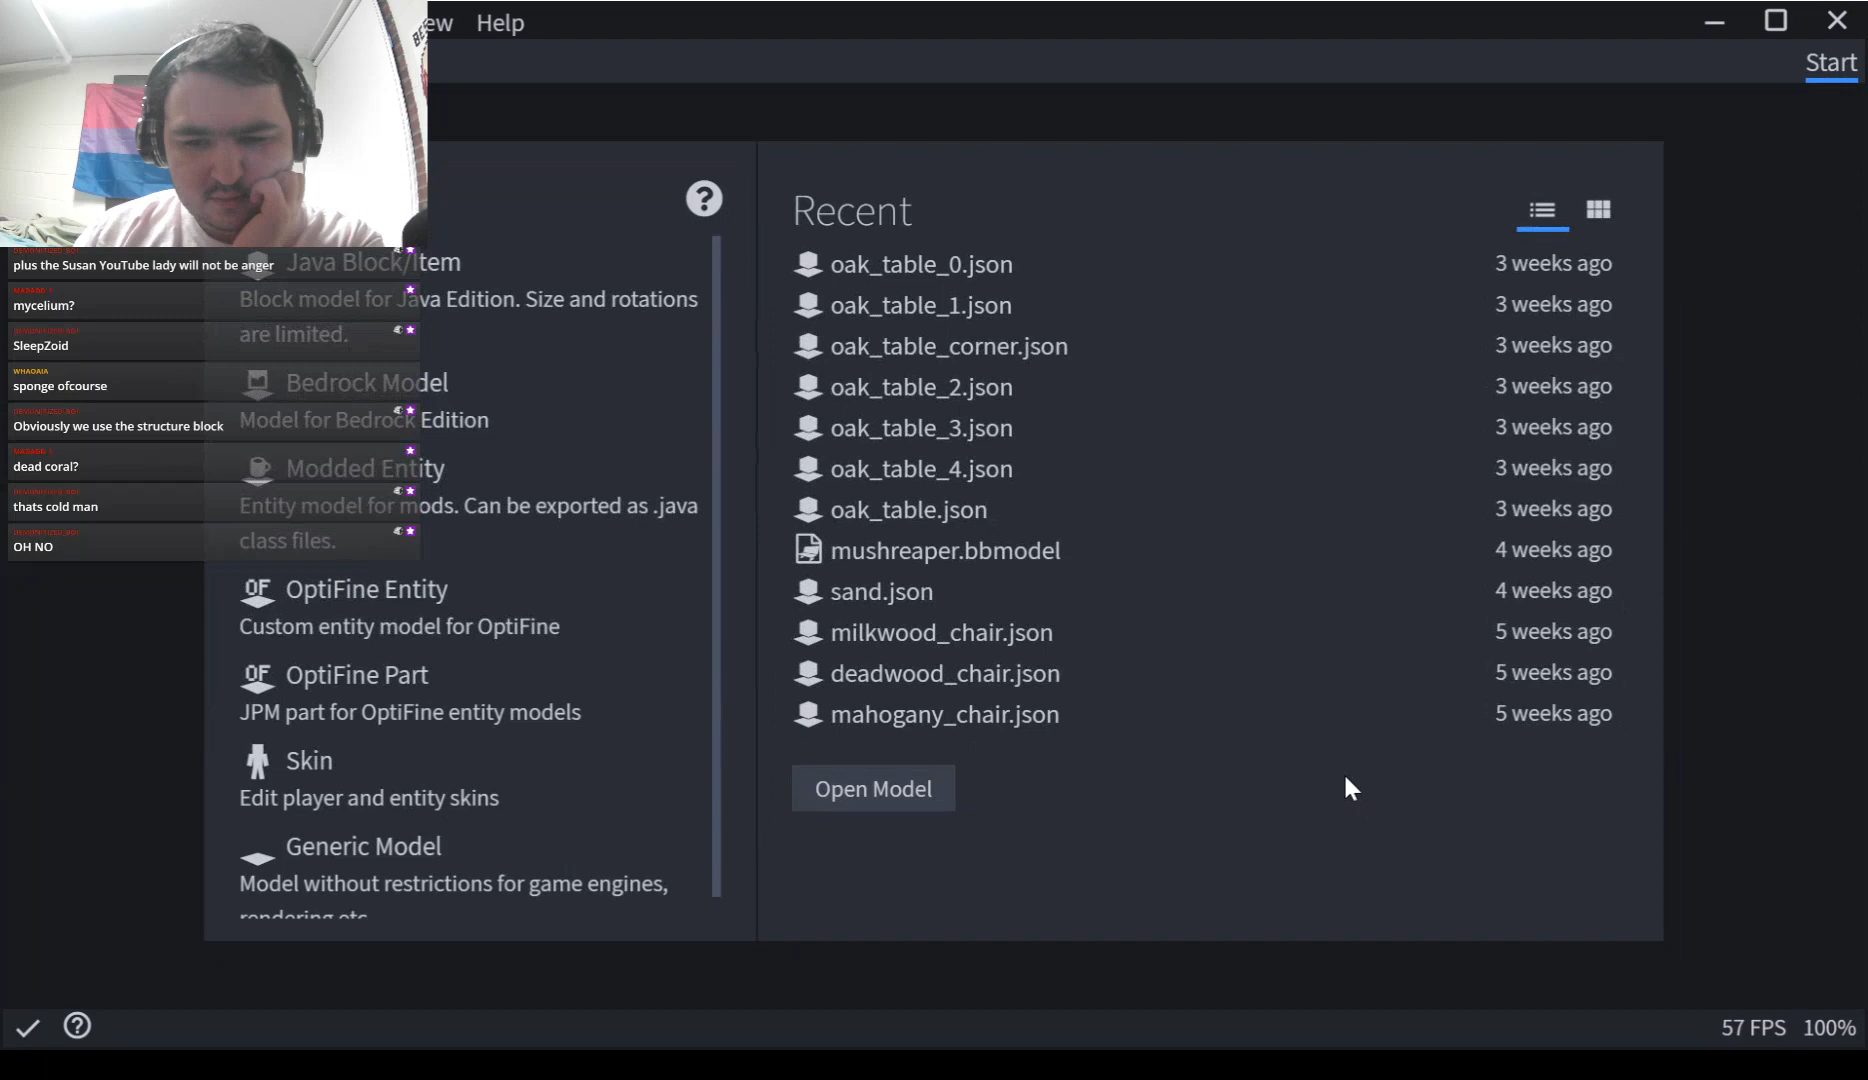 ew Help
Start
plus the Susan YouTube lady will not be anger
mycelium?
SleepZoid
WHAOAIA
sponge ofcourse
Obviously we use the structure block
dead coral?
thats cold man
OH NO
Java Block/Item
Block model for Java Edition. Size and rotations
are limited.
Bedrock Model
Model for Bedrock Edition
Modded Entity
Entity model for mods. Can be exported as .java
class files.
OF OptiFine Entity
Custom entity model for OptiFine
OF OptiFine Part
JPM part for OptiFine entity models
Skin
Edit player and entity skins
Generic Model
Model without restrictions for game engines,
rendering etc
Recent
oak_table_0.json 3 weeks ago
oak_table_1.json 3 weeks ago
oak_table_corner.json 3 weeks ago
oak_table_2.json 3 weeks ago
oak_table_3.json 3 weeks ago
oak_table_4.json 3 weeks ago
oak_table.json 3 weeks ago
mushreaper.bbmodel 4 weeks ago
sand.json 4 weeks ago
milkwood_chair.json 5 weeks ago
deadwood_chair.json 5 weeks ago
mahogany_chair.json 5 weeks ago
Open Model
57 FPS 100%